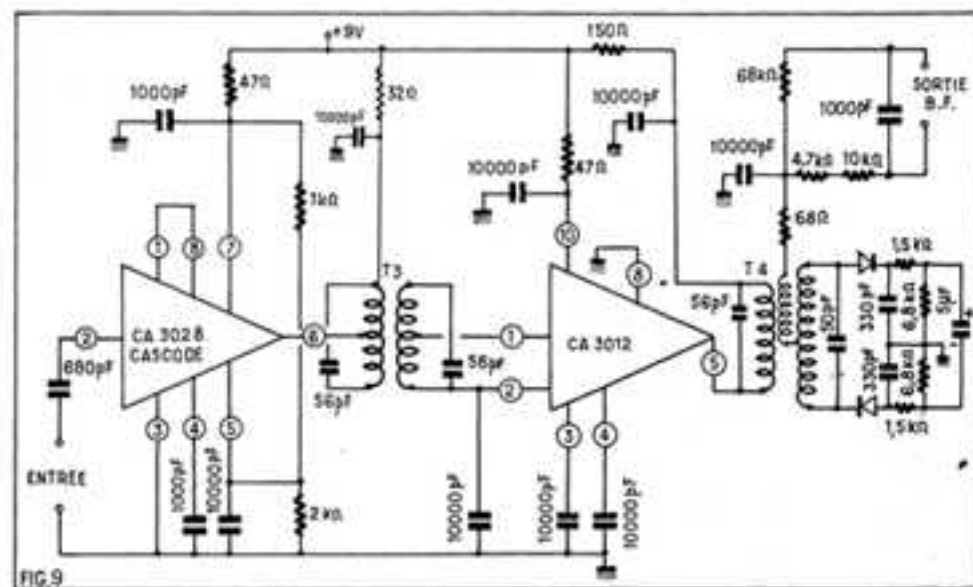 +9V
150Ω
47Ω
1000pF
32Ω
10000pF
10000pF
68kΩ
SORTIE
B.F.
1000pF
10000pF
47Ω
10000pF
4,7kΩ
10kΩ
1kΩ
68Ω
1
8
7
10
8
T3
T4
1,5kΩ
2
CA 3028
CASCODE
6
1
CA 3012
5
56pF
50pF
330pF
6,8kΩ
5µF
680pF
56pF
56pF
2
330pF
6,8kΩ
1,5kΩ
3
4
5
3
4
ENTRÉE
1000pF
10000pF
2kΩ
10000pF
10000pF
10000pF
FIG.9